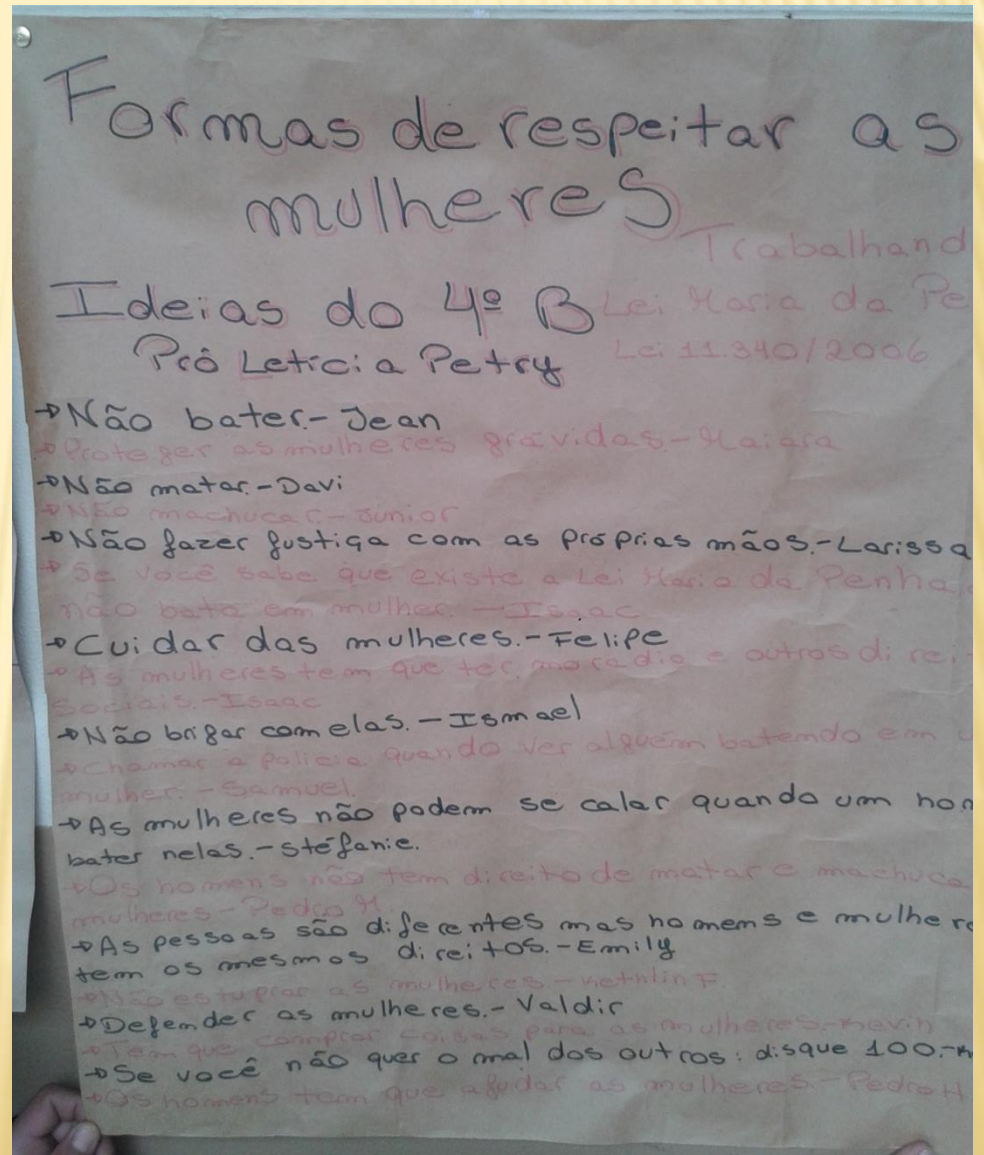 Formas de respeitar as
mulheres
Trabalhand
Ideias do 4º B Lei Maria da Pe
Prô Letícia Petry Lei 11.340/2006
→Não bater.-Jean
→Proteger as mulheres grávidas-Maiara
→Não matar.-Davi
→Não machucar.-Junior
→Não fazer justiça com as próprias mãos.-Larissa
→Se você sabe que existe a Lei Maria da Penha
não bata em mulher.-Isaac
→Cuidar das mulheres.-Felipe
→As mulheres tem que ter moradia e outros direi
sociais.-Isaac
→Não brigar com elas.-Ismael
→Chamar a polícia quando ver alguém batendo em
mulher.-Samuel.
→As mulheres não podem se calar quando um hom
bater nelas.-Stéfanie.
→Os homens não tem direito de matar e machuca
mulheres-Pedro H.
→As pessoas são diferentes mas homens e mulhere
tem os mesmos direitos.-Emily
→Não estuprar as mulheres-Kethlin F.
→Defender as mulheres.-Valdir
→Tem que comprar coisas para as mulheres.-Kevin
→Se você não quer o mal dos outros: disque 100.-
→Os homens tem que ajudar as mulheres.-Pedro H